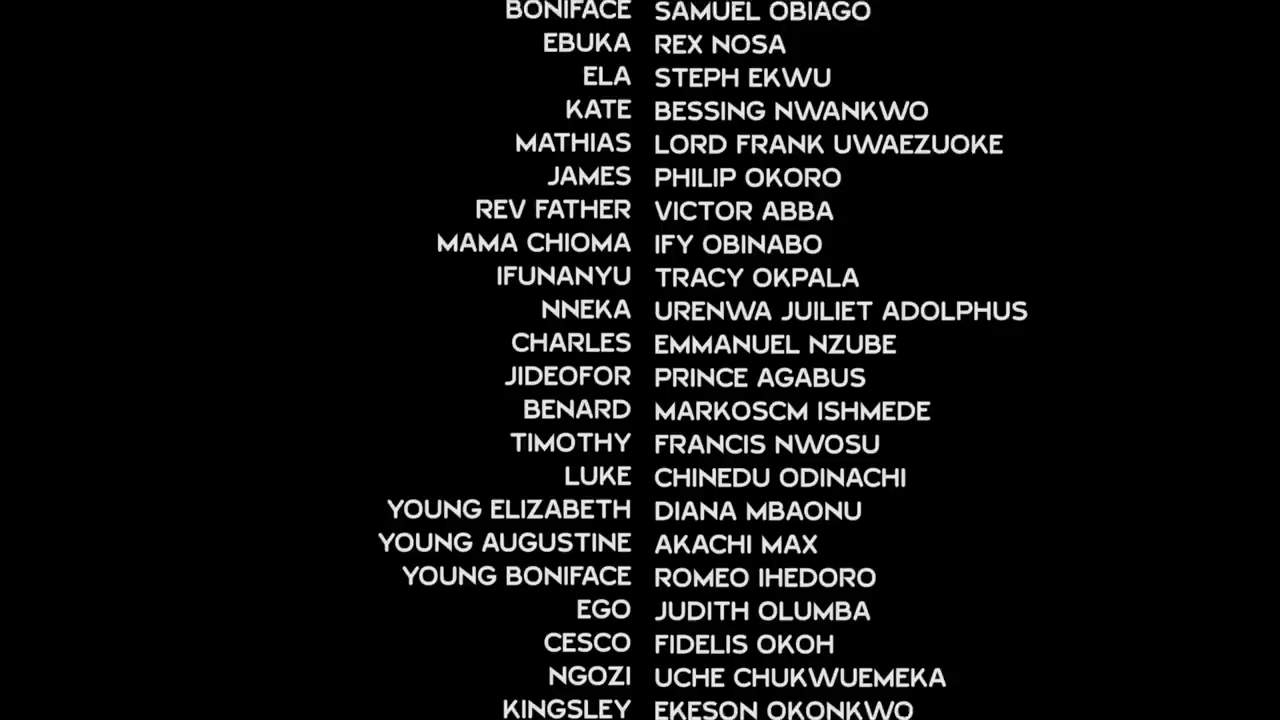 BONIFACE SAMUEL OBIAGO
EBUKA REX NOSA
ELA STEPH EKWU
KATE BESSING NWANKWO
MATHIAS LORD FRANK UWAEZUOKE
JAMES PHILIP OKORO
REV FATHER VICTOR ABBA
MAMA CHIOMA IFY OBINABO
IFUNANYU TRACY OKPALA
NNEKA URENWA JUILIET ADOLPHUS
CHARLES EMMANUEL NZUBE
JIDEOFOR PRINCE AGABUS
BENARD MARKOSCM ISHMEDE
TIMOTHY FRANCIS NWOSU
LUKE CHINEDU ODINACHI
YOUNG ELIZABETH DIANA MBAONU
YOUNG AUGUSTINE AKACHI MAX
YOUNG BONIFACE ROMEO IHEDORO
EGO JUDITH OLUMBA
CESCO FIDELIS OKOH
NGOZI UCHE CHUKWUEMEKA
KINGSLEY EKESON OKONKWO